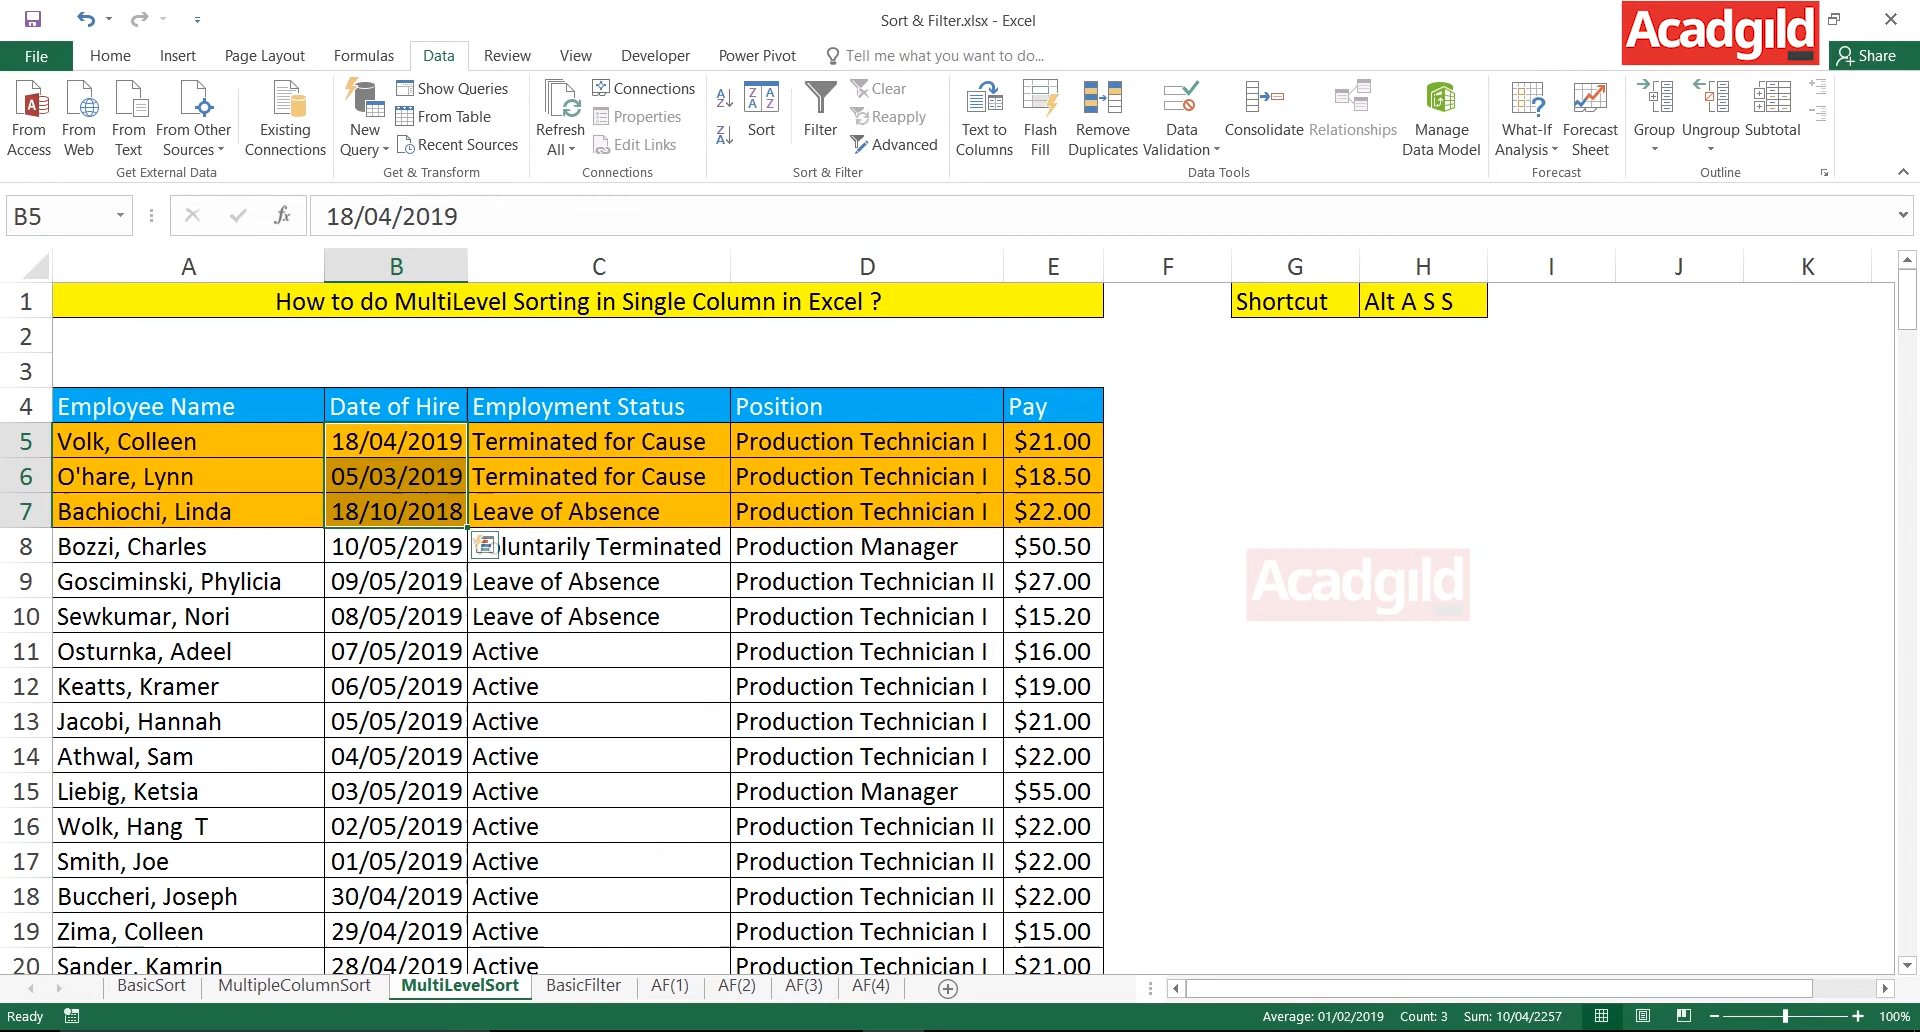 Sort & Filter.xlsx - Excel
Acadgıld
File Home Insert Page Layout Formulas Data Review View Developer Power Pivot Tell me what you want to do... Share
From Access
From Web
From Text
From Other Sources
Existing Connections
Get External Data
New Query
Show Queries
From Table
Recent Sources
Get & Transform
Refresh All
Connections
Properties
Edit Links
Connections
Sort
Filter
Clear
Reapply
Advanced
Sort & Filter
Text to Columns
Flash Fill
Remove Duplicates
Data Validation
Consolidate
Relationships
Manage Data Model
Data Tools
What-If Analysis
Forecast Sheet
Forecast
Group
Ungroup
Subtotal
Outline
B5 fx 18/04/2019
A B C D E F G H I J K
1 How to do MultiLevel Sorting in Single Column in Excel ? Shortcut Alt A S S
2
3
4 Employee Name Date of Hire Employment Status Position Pay
5 Volk, Colleen 18/04/2019 Terminated for Cause Production Technician I $21.00
6 O'hare, Lynn 05/03/2019 Terminated for Cause Production Technician I $18.50
7 Bachiochi, Linda 18/10/2018 Leave of Absence Production Technician I $22.00
8 Bozzi, Charles 10/05/2019 luntarily Terminated Production Manager $50.50
9 Gosciminski, Phylicia 09/05/2019 Leave of Absence Production Technician II $27.00
10 Sewkumar, Nori 08/05/2019 Leave of Absence Production Technician I $15.20
11 Osturnka, Adeel 07/05/2019 Active Production Technician I $16.00
12 Keatts, Kramer 06/05/2019 Active Production Technician I $19.00
13 Jacobi, Hannah 05/05/2019 Active Production Technician I $21.00
14 Athwal, Sam 04/05/2019 Active Production Technician I $22.00
15 Liebig, Ketsia 03/05/2019 Active Production Manager $55.00
16 Wolk, Hang T 02/05/2019 Active Production Technician II $22.00
17 Smith, Joe 01/05/2019 Active Production Technician II $22.00
18 Buccheri, Joseph 30/04/2019 Active Production Technician II $22.00
19 Zima, Colleen 29/04/2019 Active Production Technician I $15.00
20 Sander, Kamrin 28/04/2019 Active Production Technician I $21.00
Acadgıld
BasicSort MultipleColumnSort MultiLevelSort BasicFilter AF(1) AF(2) AF(3) AF(4)
Ready Average: 01/02/2019 Count: 3 Sum: 10/04/2257 100%